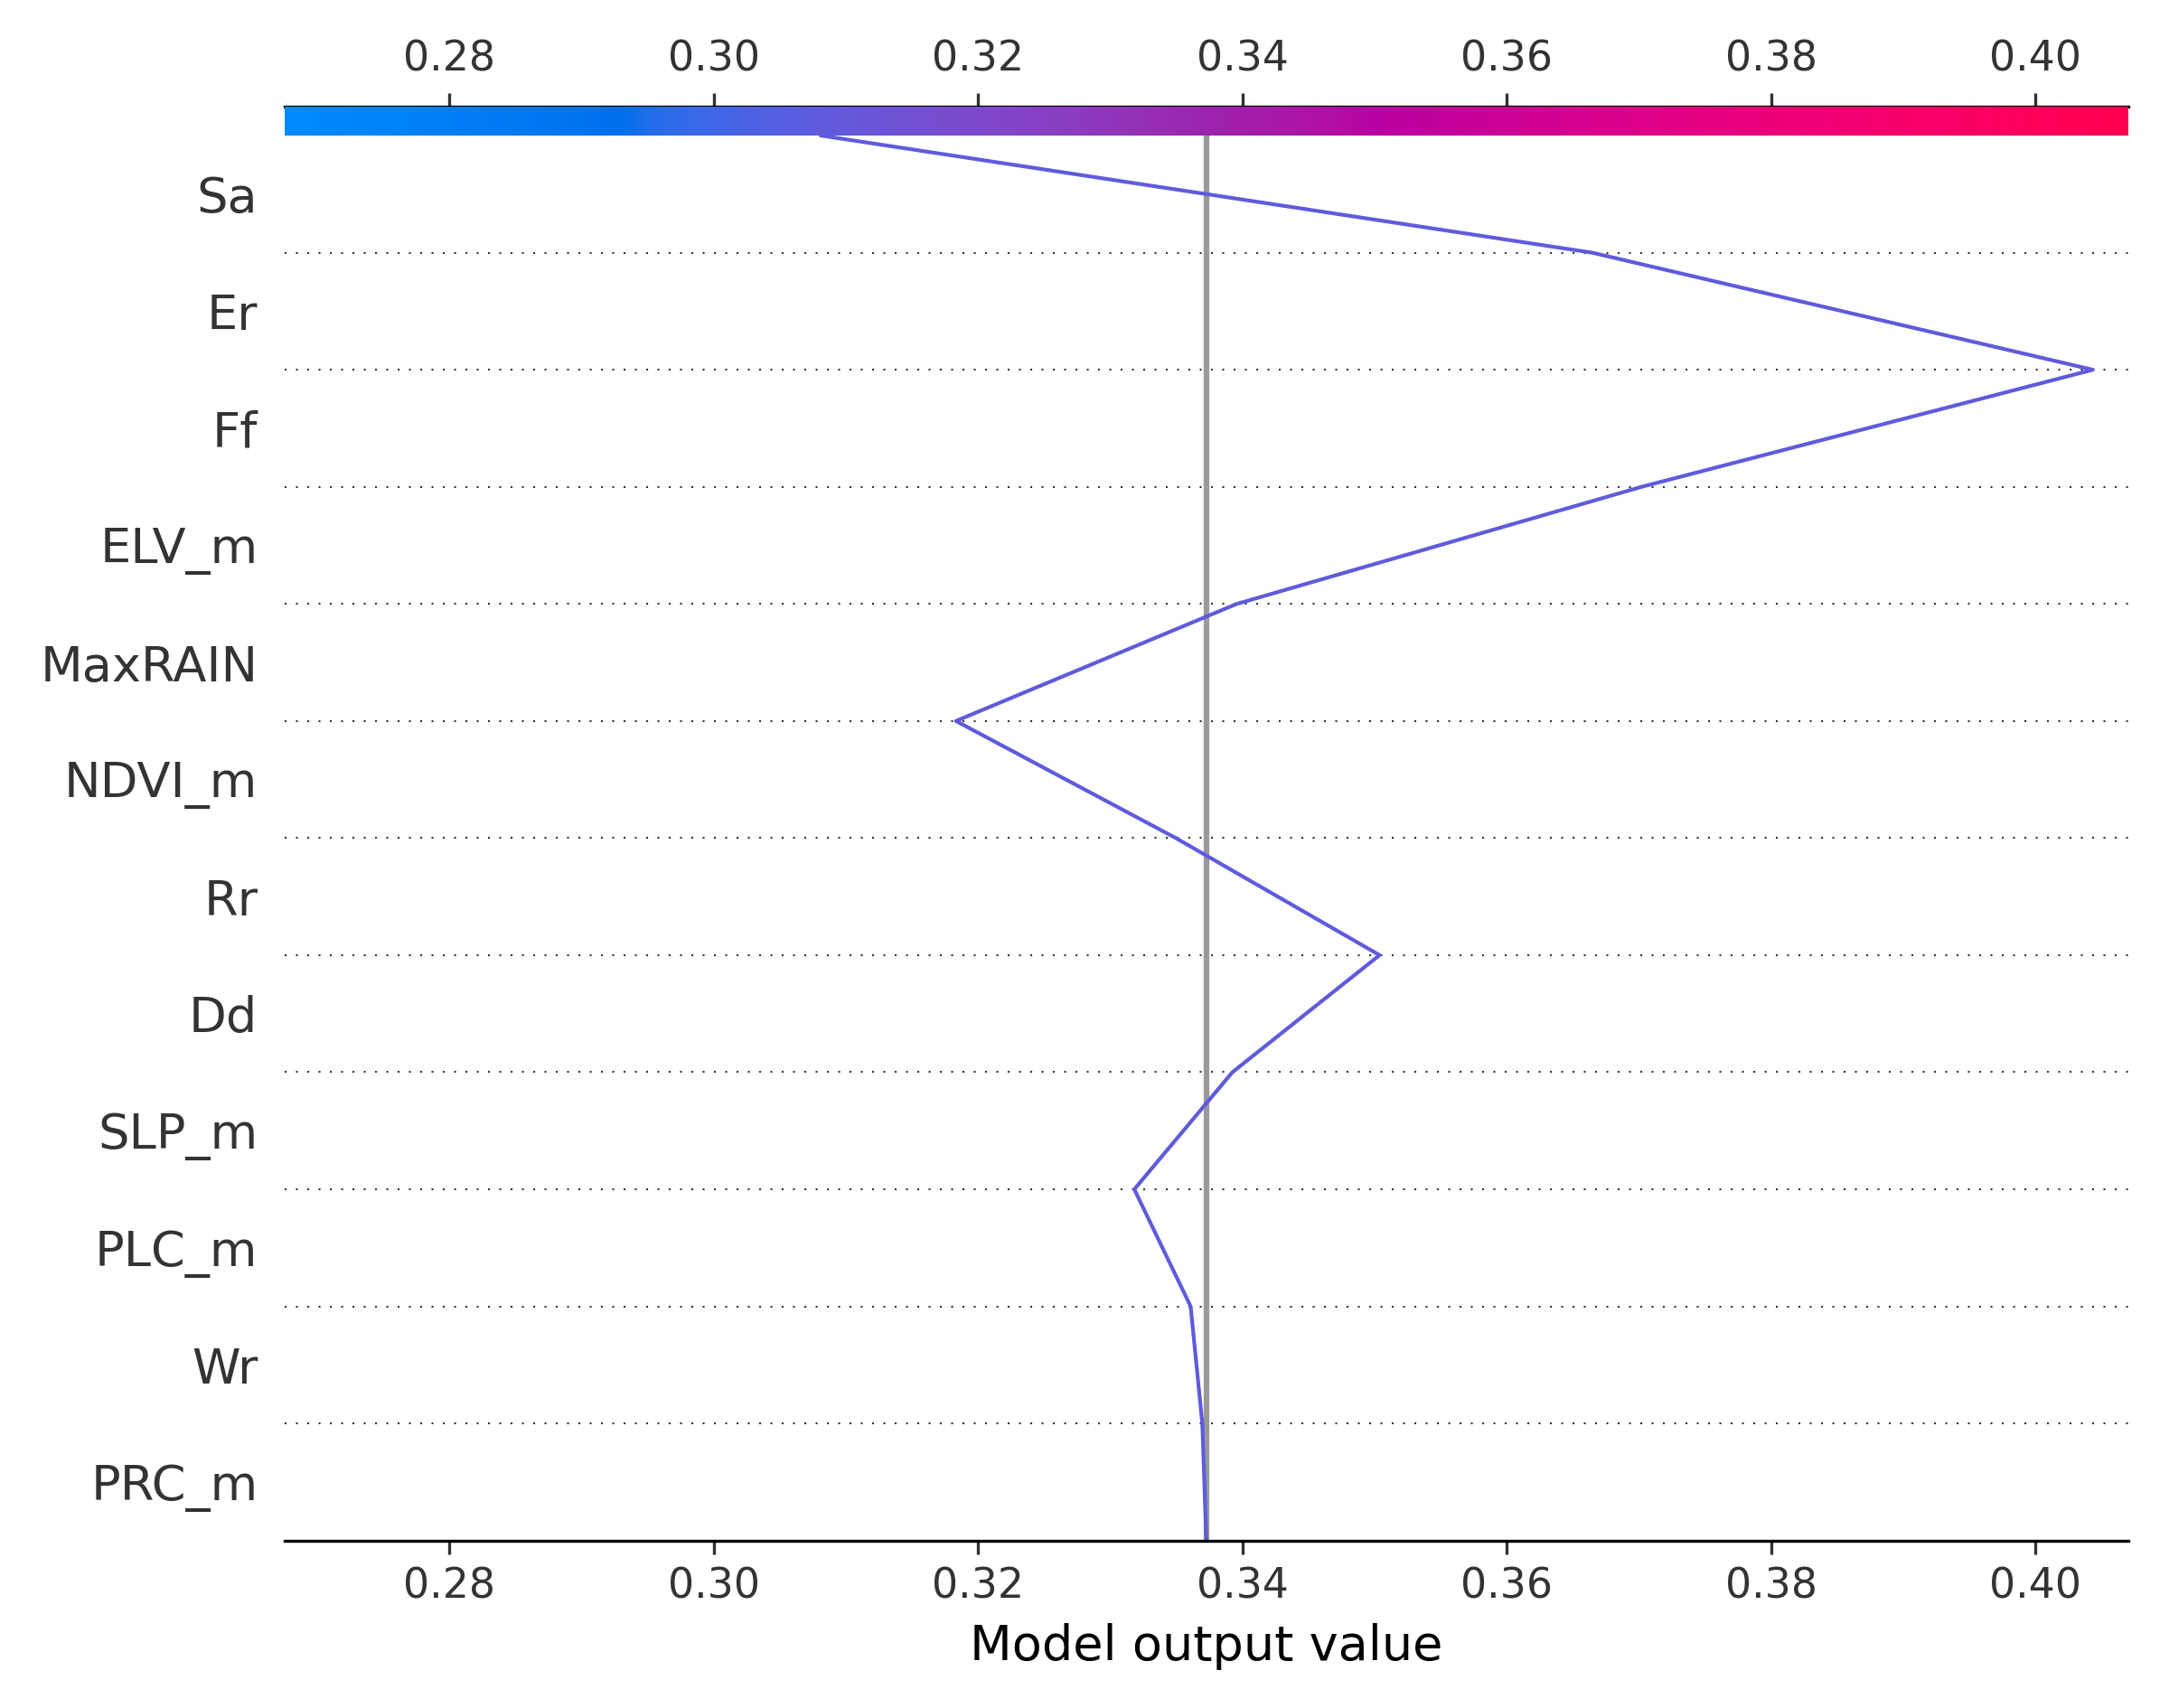 0.28 0.30 0.32 0.34 0.36 0.38 0.40
Sa
Er
Ff
ELV_m
MaxRAIN
NDVI_m
Rr
Dd
SLP_m
PLC_m
Wr
PRC_m
0.28 0.30 0.32 0.34 0.36 0.38 0.40
Model output value